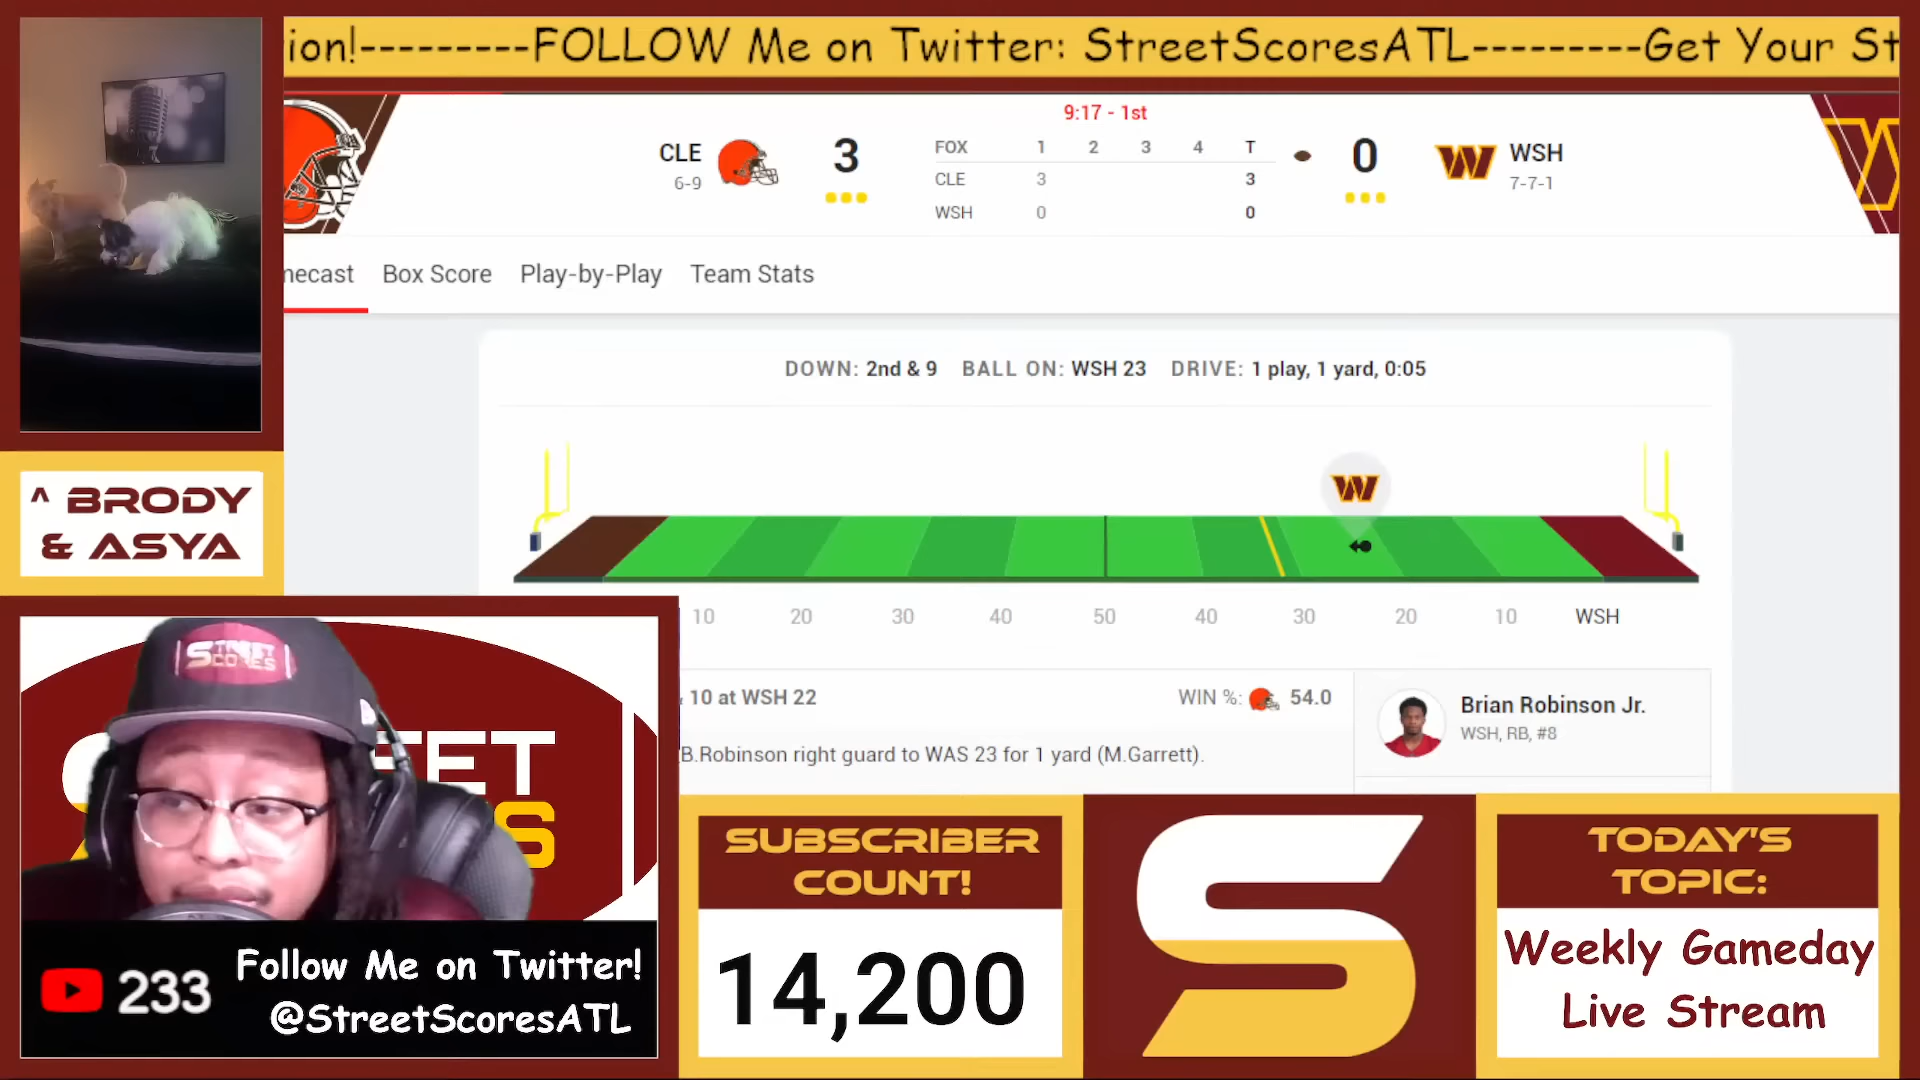 ion!---------FOLLOW Me on Twitter: StreetScoresATL---------Get Your St
9:17 - 1st
CLE
6-9
3
FOX 1 2 3 4 T
CLE 3 3
WSH 0 0
0
WSH
7-7-1
necast Box Score Play-by-Play Team Stats
DOWN: 2nd & 9 BALL ON: WSH 23 DRIVE: 1 play, 1 yard, 0:05
10 20 30 40 50 40 30 20 10 WSH
10 at WSH 22
WIN %: 54.0
B.Robinson right guard to WAS 23 for 1 yard (M.Garrett).
Brian Robinson Jr.
WSH, RB, #8
^ BRODY
& ASYA
STREET
SCORES
EET
S
233
Follow Me on Twitter!
@StreetScoresATL
SUBSCRIBER
COUNT!
14,200
S
TODAY'S
TOPIC:
Weekly Gameday
Live Stream